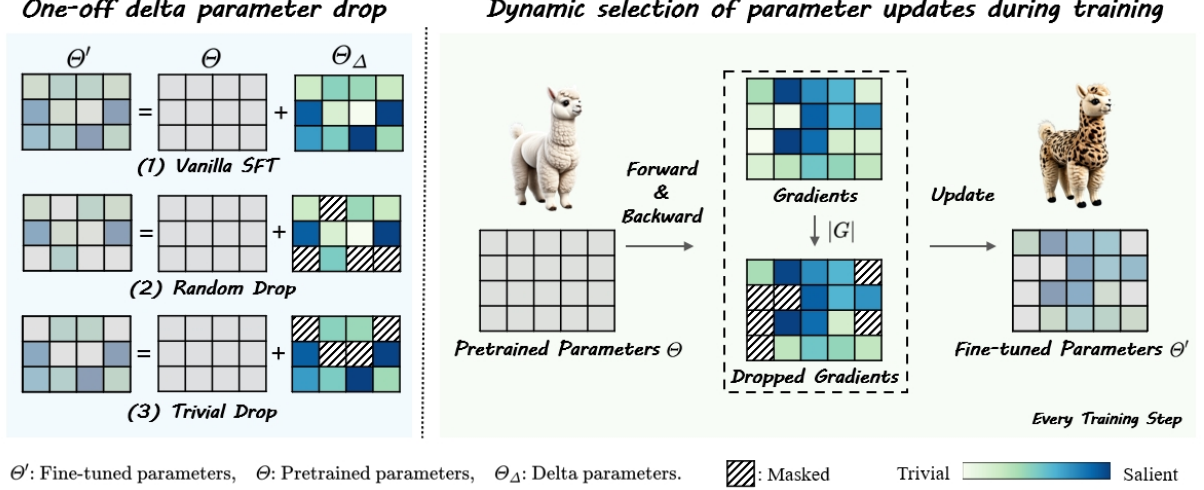 One-off delta parameter drop
Θ′ Θ Θ_Δ
= +
(1) Vanilla SFT
= +
(2) Random Drop
= +
(3) Trivial Drop
Dynamic selection of parameter updates during training
Forward
&
Backward
Pretrained Parameters Θ
Gradients
|G|
Dropped Gradients
Update
Fine-tuned Parameters Θ′
Every Training Step
Θ′: Fine-tuned parameters, Θ: Pretrained parameters, Θ_Δ: Delta parameters.
: Masked
Trivial Salient